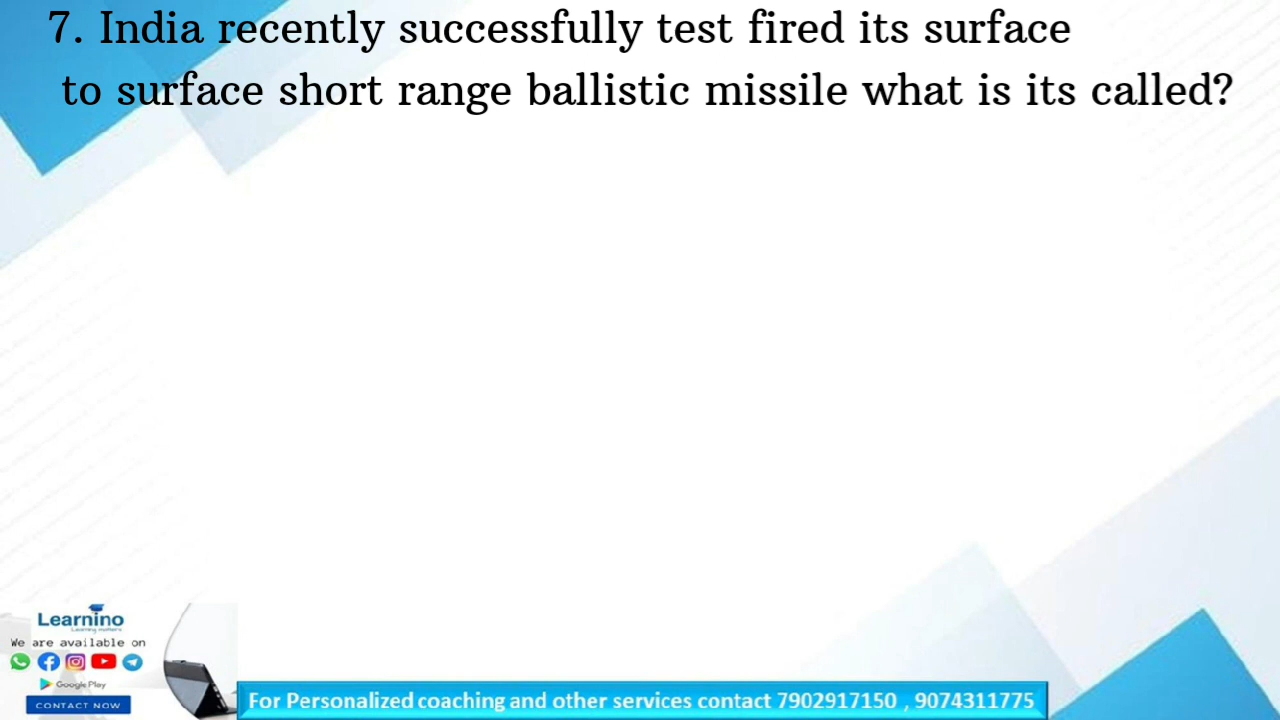 7. India recently successfully test fired its surface
to surface short range ballistic missile what is its called?
Learnino
We are available on
Google Play
CONTACT NOW
For Personalized coaching and other services contact 7902917150 , 9074311775